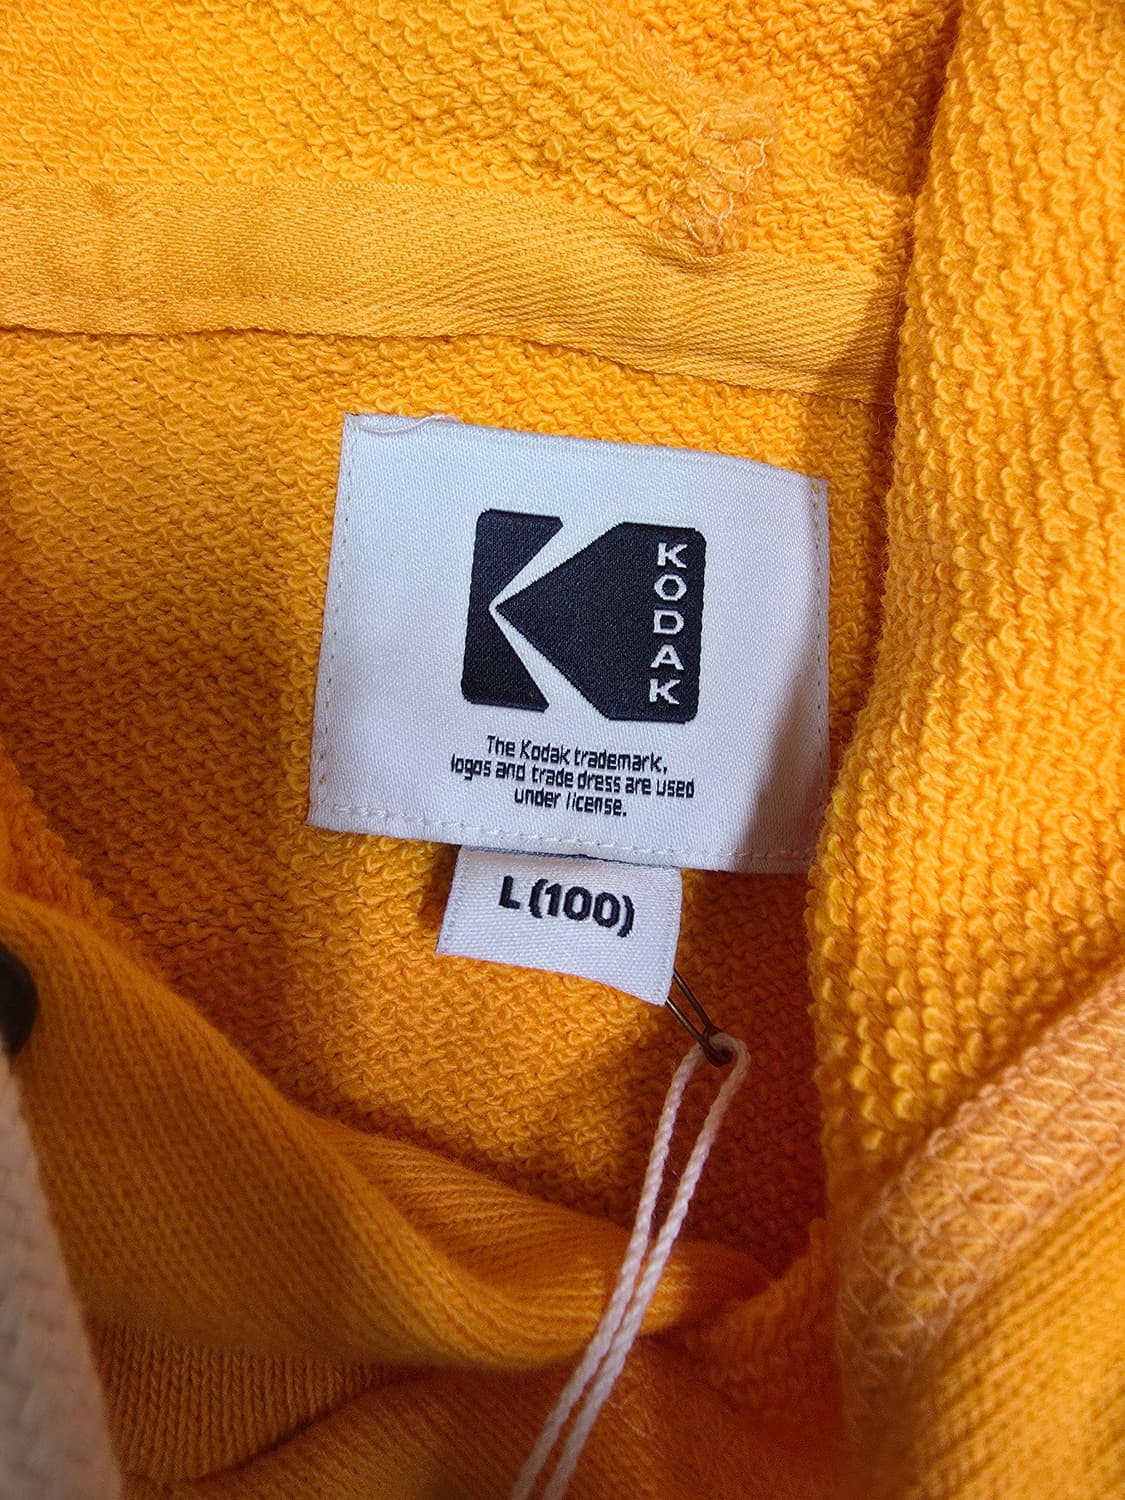 KODAK
The Kodak trademark,
logos and trade dress are used
under license.
L (100)